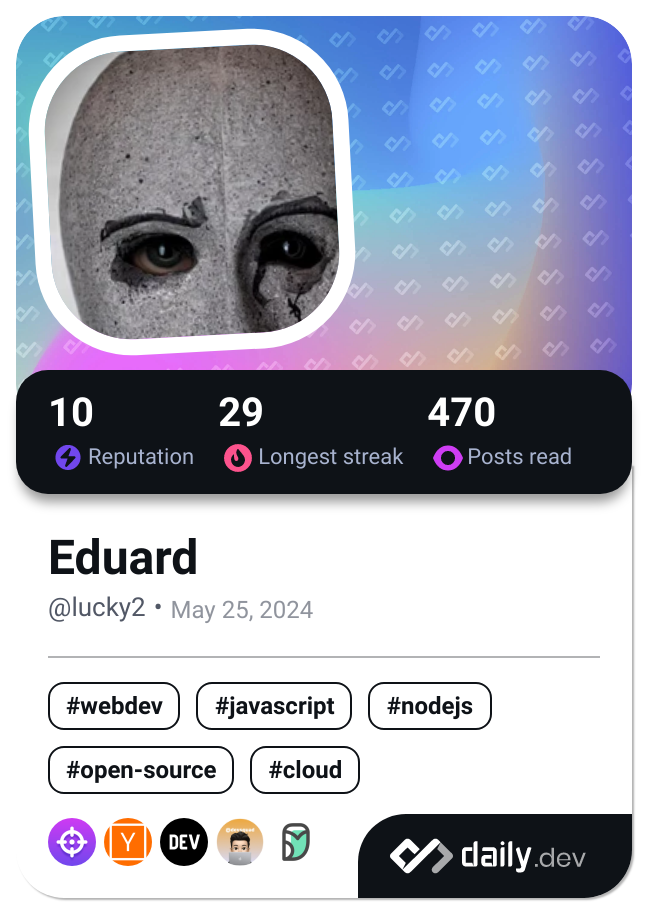 10 29 470
Reputation Longest streak Posts read
Eduard
@lucky2 • May 25, 2024
#webdev #javascript #nodejs
#open-source #cloud
Y DEV daily.dev